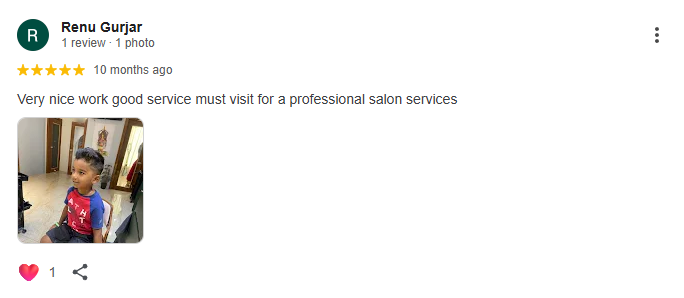 R
Renu Gurjar
1 review · 1 photo
10 months ago
Very nice work good service must visit for a professional salon services
ATH
1